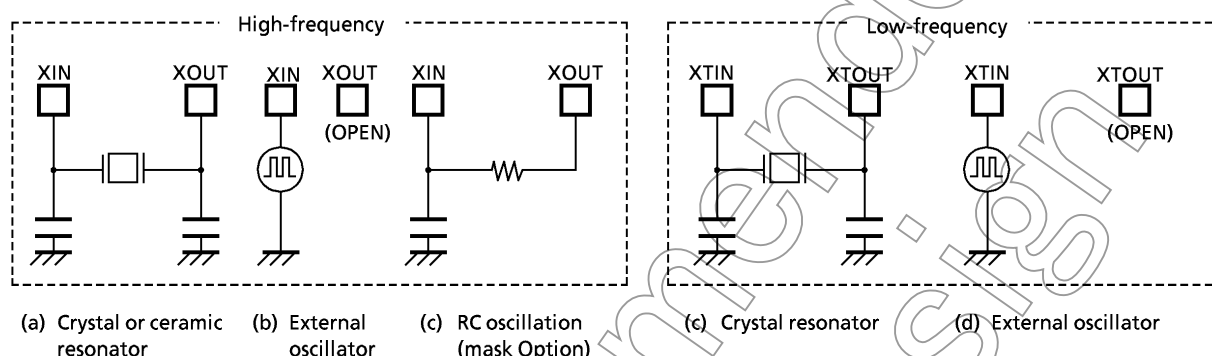 High-frequency
Low-frequency
XIN XOUT XIN XOUT XIN XOUT XTIN XTOUT XTIN XTOUT
(OPEN) (OPEN)
(a) Crystal or ceramic resonator
(b) External oscillator
(c) RC oscillation (mask Option)
(c) Crystal resonator
(d) External oscillator